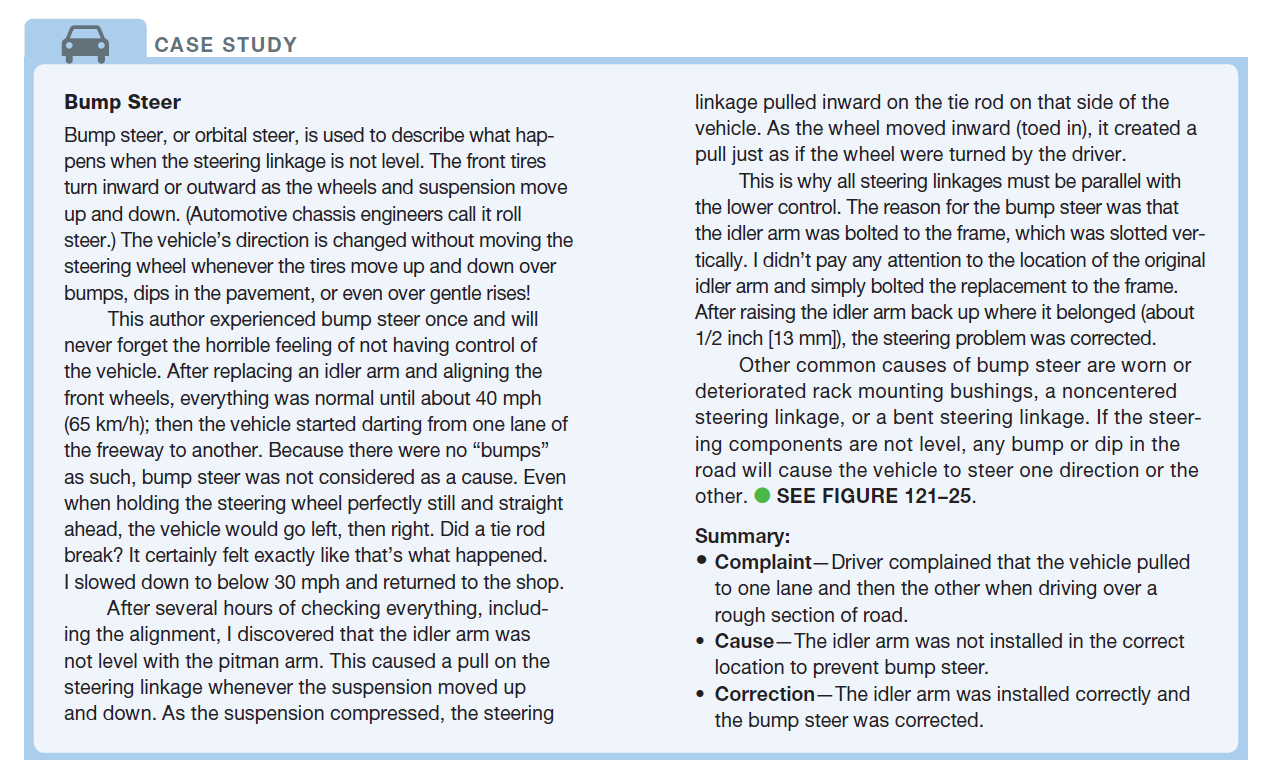 CASE STUDY
Bump Steer
Bump steer, or orbital steer, is used to describe what hap-
pens when the steering linkage is not level. The front tires
turn inward or outward as the wheels and suspension move
up and down. (Automotive chassis engineers call it roll
steer.) The vehicle's direction is changed without moving the
steering wheel whenever the tires move up and down over
bumps, dips in the pavement, or even over gentle rises!
This author experienced bump steer once and will
never forget the horrible feeling of not having control of
the vehicle. After replacing an idler arm and aligning the
front wheels, everything was normal until about 40 mph
(65 km/h); then the vehicle started darting from one lane of
the freeway to another. Because there were no “bumps”
as such, bump steer was not considered as a cause. Even
when holding the steering wheel perfectly still and straight
ahead, the vehicle would go left, then right. Did a tie rod
break? It certainly felt exactly like that's what happened.
I slowed down to below 30 mph and returned to the shop.
After several hours of checking everything, includ-
ing the alignment, I discovered that the idler arm was
not level with the pitman arm. This caused a pull on the
steering linkage whenever the suspension moved up
and down. As the suspension compressed, the steering
linkage pulled inward on the tie rod on that side of the
vehicle. As the wheel moved inward (toed in), it created a
pull just as if the wheel were turned by the driver.
This is why all steering linkages must be parallel with
the lower control. The reason for the bump steer was that
the idler arm was bolted to the frame, which was slotted ver-
tically. I didn't pay any attention to the location of the original
idler arm and simply bolted the replacement to the frame.
After raising the idler arm back up where it belonged (about
1/2 inch [13 mm]), the steering problem was corrected.
Other common causes of bump steer are worn or
deteriorated rack mounting bushings, a noncentered
steering linkage, or a bent steering linkage. If the steer-
ing components are not level, any bump or dip in the
road will cause the vehicle to steer one direction or the
other. ● SEE FIGURE 121–25.
Summary:
• Complaint—Driver complained that the vehicle pulled
to one lane and then the other when driving over a
rough section of road.
• Cause—The idler arm was not installed in the correct
location to prevent bump steer.
• Correction—The idler arm was installed correctly and
the bump steer was corrected.